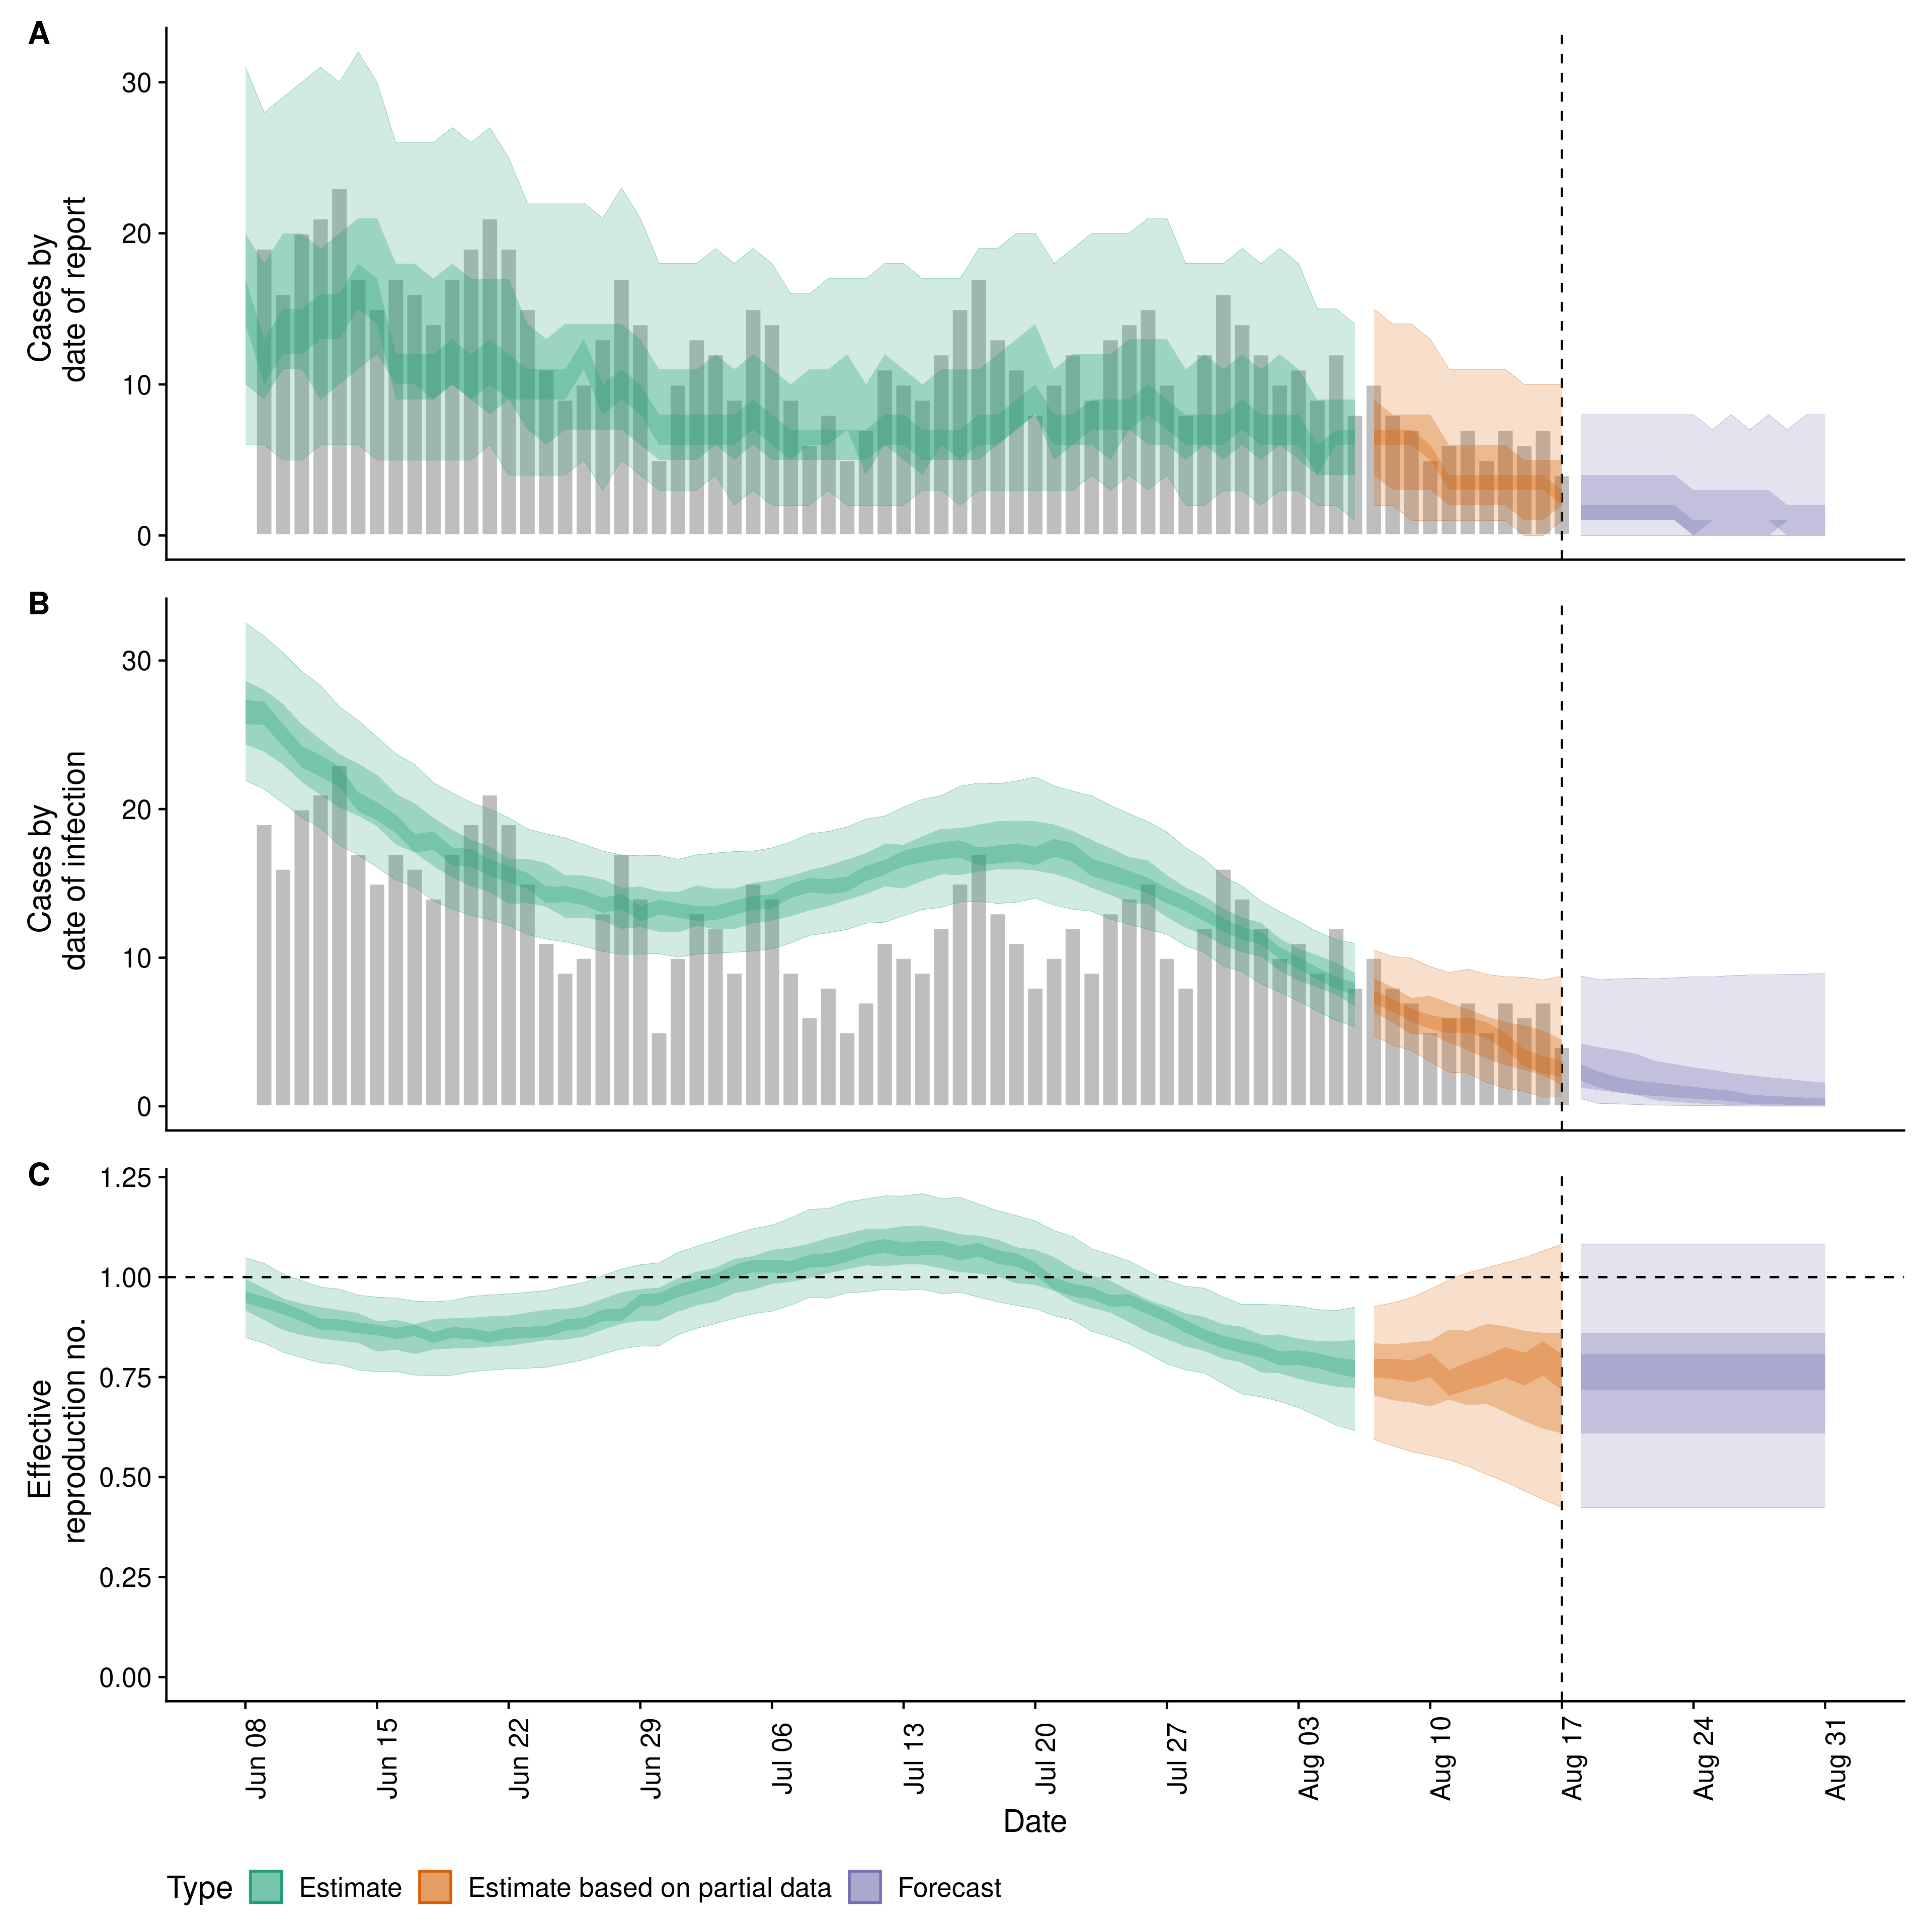 A
30
20
10
0
Cases by
date of report
B
30
20
10
0
Cases by
date of infection
C
1.25
1.00
0.75
0.50
0.25
0.00
Effective
reproduction no.
Jun 08
Jun 15
Jun 22
Jun 29
Jul 06
Jul 13
Jul 20
Jul 27
Aug 03
Aug 10
Aug 17
Aug 24
Aug 31
Date
Type Estimate Estimate based on partial data Forecast